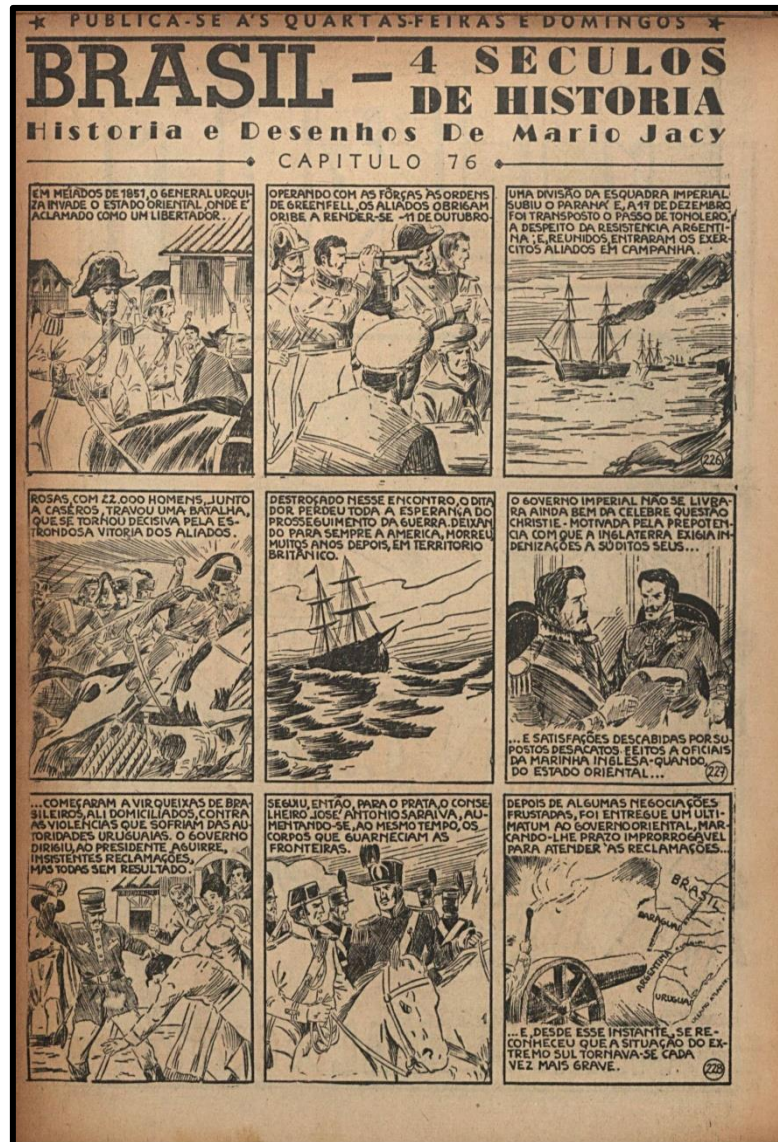 ★ PUBLICA-SE A'S QUARTAS-FEIRAS E DOMINGOS ★
BRASIL – 4 SECULOS
DE HISTORIA
Historia e Desenhos De Mario Jacy
CAPITULO 76
EM MEIADOS DE 1851, O GENERAL URQUI-
ZA INVADE O ESTADO ORIENTAL, ONDE E'
ACLAMADO COMO UM LIBERTADOR.
OPERANDO COM AS FÔRÇAS ÀS ORDENS
DE GREENFELL, OS ALIADOS OBRIGAM
ORIBE A RENDER-SE -11 DE OUTUBRO-
UMA DIVISÃO DA ESQUADRA IMPERIAL
SUBIU O PARANA' E, A 17 DE DEZEMBRO,
FOI TRANSPOSTO O PASSO DE TONOLERO,
A DESPEITO DA RESISTENCIA ARGENTI-
NA; E, REUNIDOS, ENTRARAM OS EXER-
CITOS ALIADOS EM CAMPANHA.
226
ROSAS, COM 22.000 HOMENS, JUNTO
A CASÉROS, TRAVOU UMA BATALHA,
QUE SE TORNOU DECISIVA PELA ES-
TRONDOSA VITORIA DOS ALIADOS.
DESTROÇADO NESSE ENCONTRO, O DITA
DOR PERDEU TODA A ESPERANÇA DO
PROSSEGUIMENTO DA GUERRA. DEIXAN-
DO PARA SEMPRE A AMERICA, MORREU,
MUITOS ANOS DEPOIS, EM TERRITORIO
BRITÂNICO.
O GOVERNO IMPERIAL NÃO SE LIVRA-
RA AINDA BEM DA CELEBRE QUESTÃO
CHRISTIE - MOTIVADA PELA PREPOTEN-
CIA COM QUE A INGLATERRA EXIGIA IN-
DENIZAÇÕES A SÚDITOS SEUS...
...E SATISFAÇÕES DESCABIDAS POR SU-
POSTOS DESACATOS FEITOS A OFICIAIS
DA MARINHA INGLÊSA-QUANDO,
DO ESTADO ORIENTAL...
227
...COMEÇARAM A VIR QUEIXAS DE BRA-
SILEIROS, ALI DOMICILIADOS, CONTRA
AS VIOLENCIAS QUE SOFRIAM DAS AU-
TORIDADES URUGUAIAS. O GOVERNO
DIRIGIU, AO PRESIDENTE AGUIRRE,
INSISTENTES RECLAMAÇÕES,
MAS TODAS SEM RESULTADO.
SEGUIU, ENTÃO, PARA O PRATA, O CONSE-
LHEIRO JOSE' ANTONIO SARAIVA, AU-
MENTANDO-SE, AO MESMO TEMPO, OS
CORPOS QUE GUARNECIAM AS
FRONTEIRAS.
DEPOIS DE ALGUMAS NEGOCIAÇÕES
FRUSTADAS, FOI ENTREGUE UM ULTI-
MATUM AO GOVERNO ORIENTAL, MAR-
CANDO-LHE PRAZO IMPRORROGÁVEL
PARA ATENDER ÀS RECLAMAÇÕES...
BRASIL
PARAGUAI
ARGENTINA
URUGUAI
...E, DESDE ESSE INSTANTE, SE RE-
CONHECEU QUE A SITUAÇÃO DO EX-
TREMO SUL TORNAVA-SE CADA
VEZ MAIS GRAVE.
228